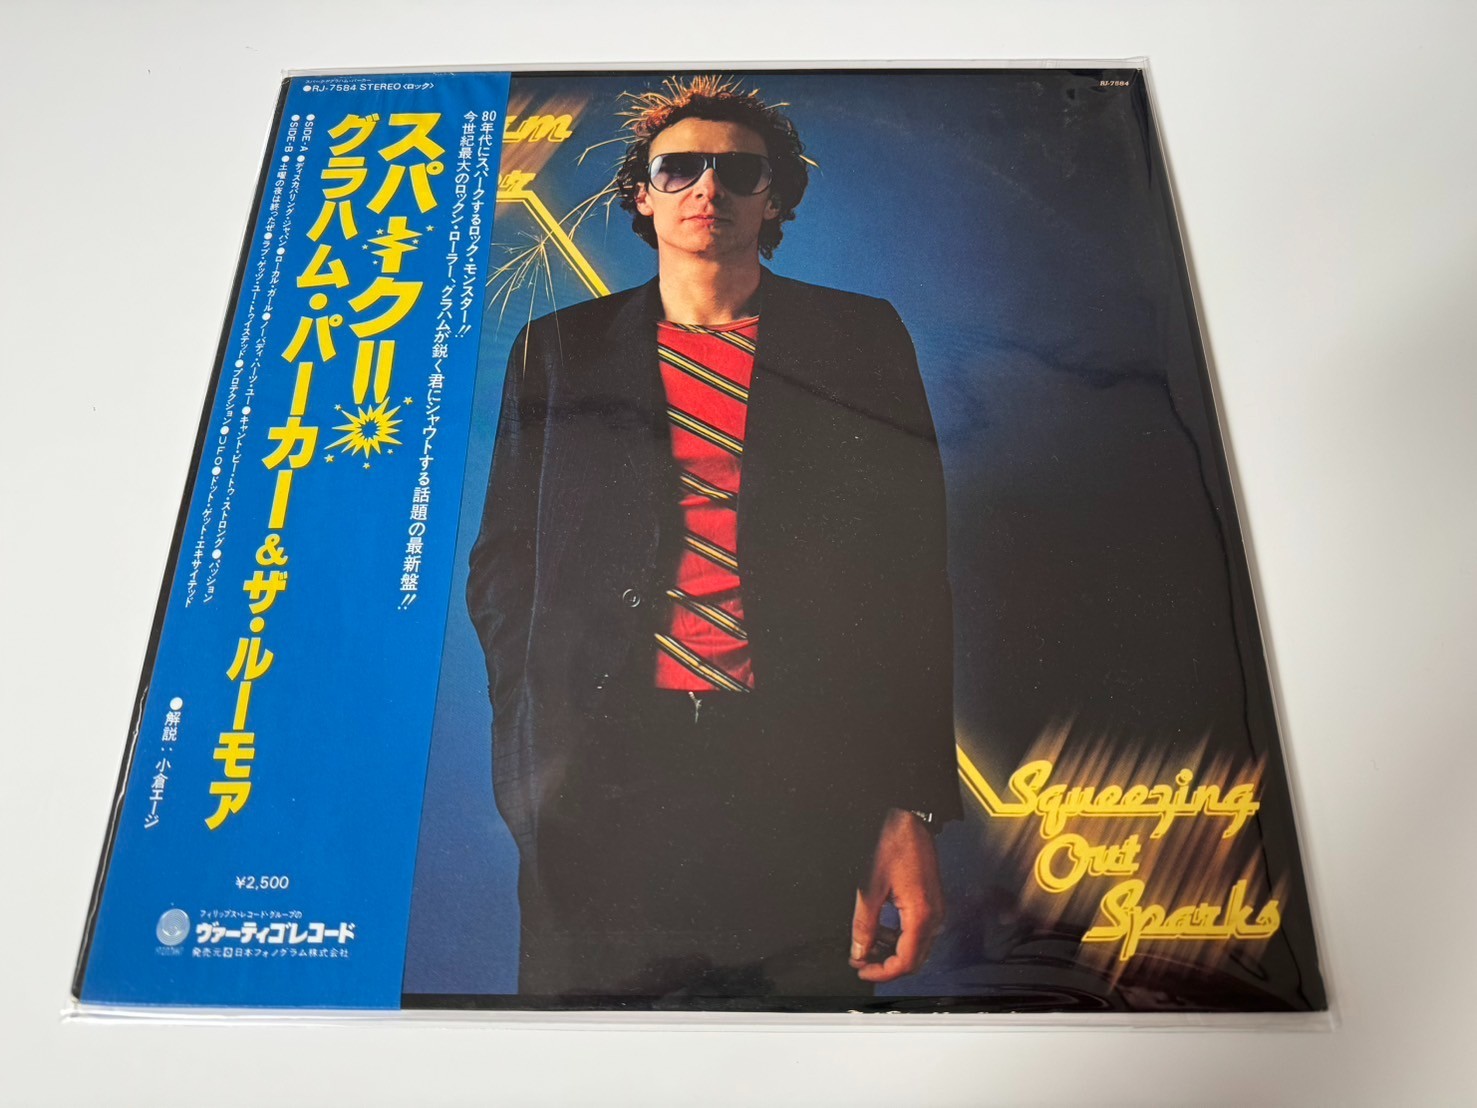 スパークグラハム・パーカー
●RJ-7584 STEREO〈ロック〉
80年代にスパークするロック・モンスター!!
今世紀最大のロックン・ローラー、グラハムが鋭く君にシャウトする話題の最新盤!!
スパーク!!
グラハム・パーカー&ザ・ルーモア
●SIDE-A ●ディスカバリング・ジャパン●ローカル・ガール●ノーバディ・ハーツ・ユー●キャント・ビー・トゥ・ストロング●パッション
●SIDE-B ●土曜の夜は終ったぜ●ラブ・ゲッツ・ユー・トゥイステッド●プロテクション●UFO●ドント・ゲット・エキサイテッド
●解説:小倉エージ
¥2,500
フィリップス・レコード・グループの
ヴァーティゴレコード
発売元 日本フォノグラム株式会社
RJ-7584
Squeezing
Out
Sparks